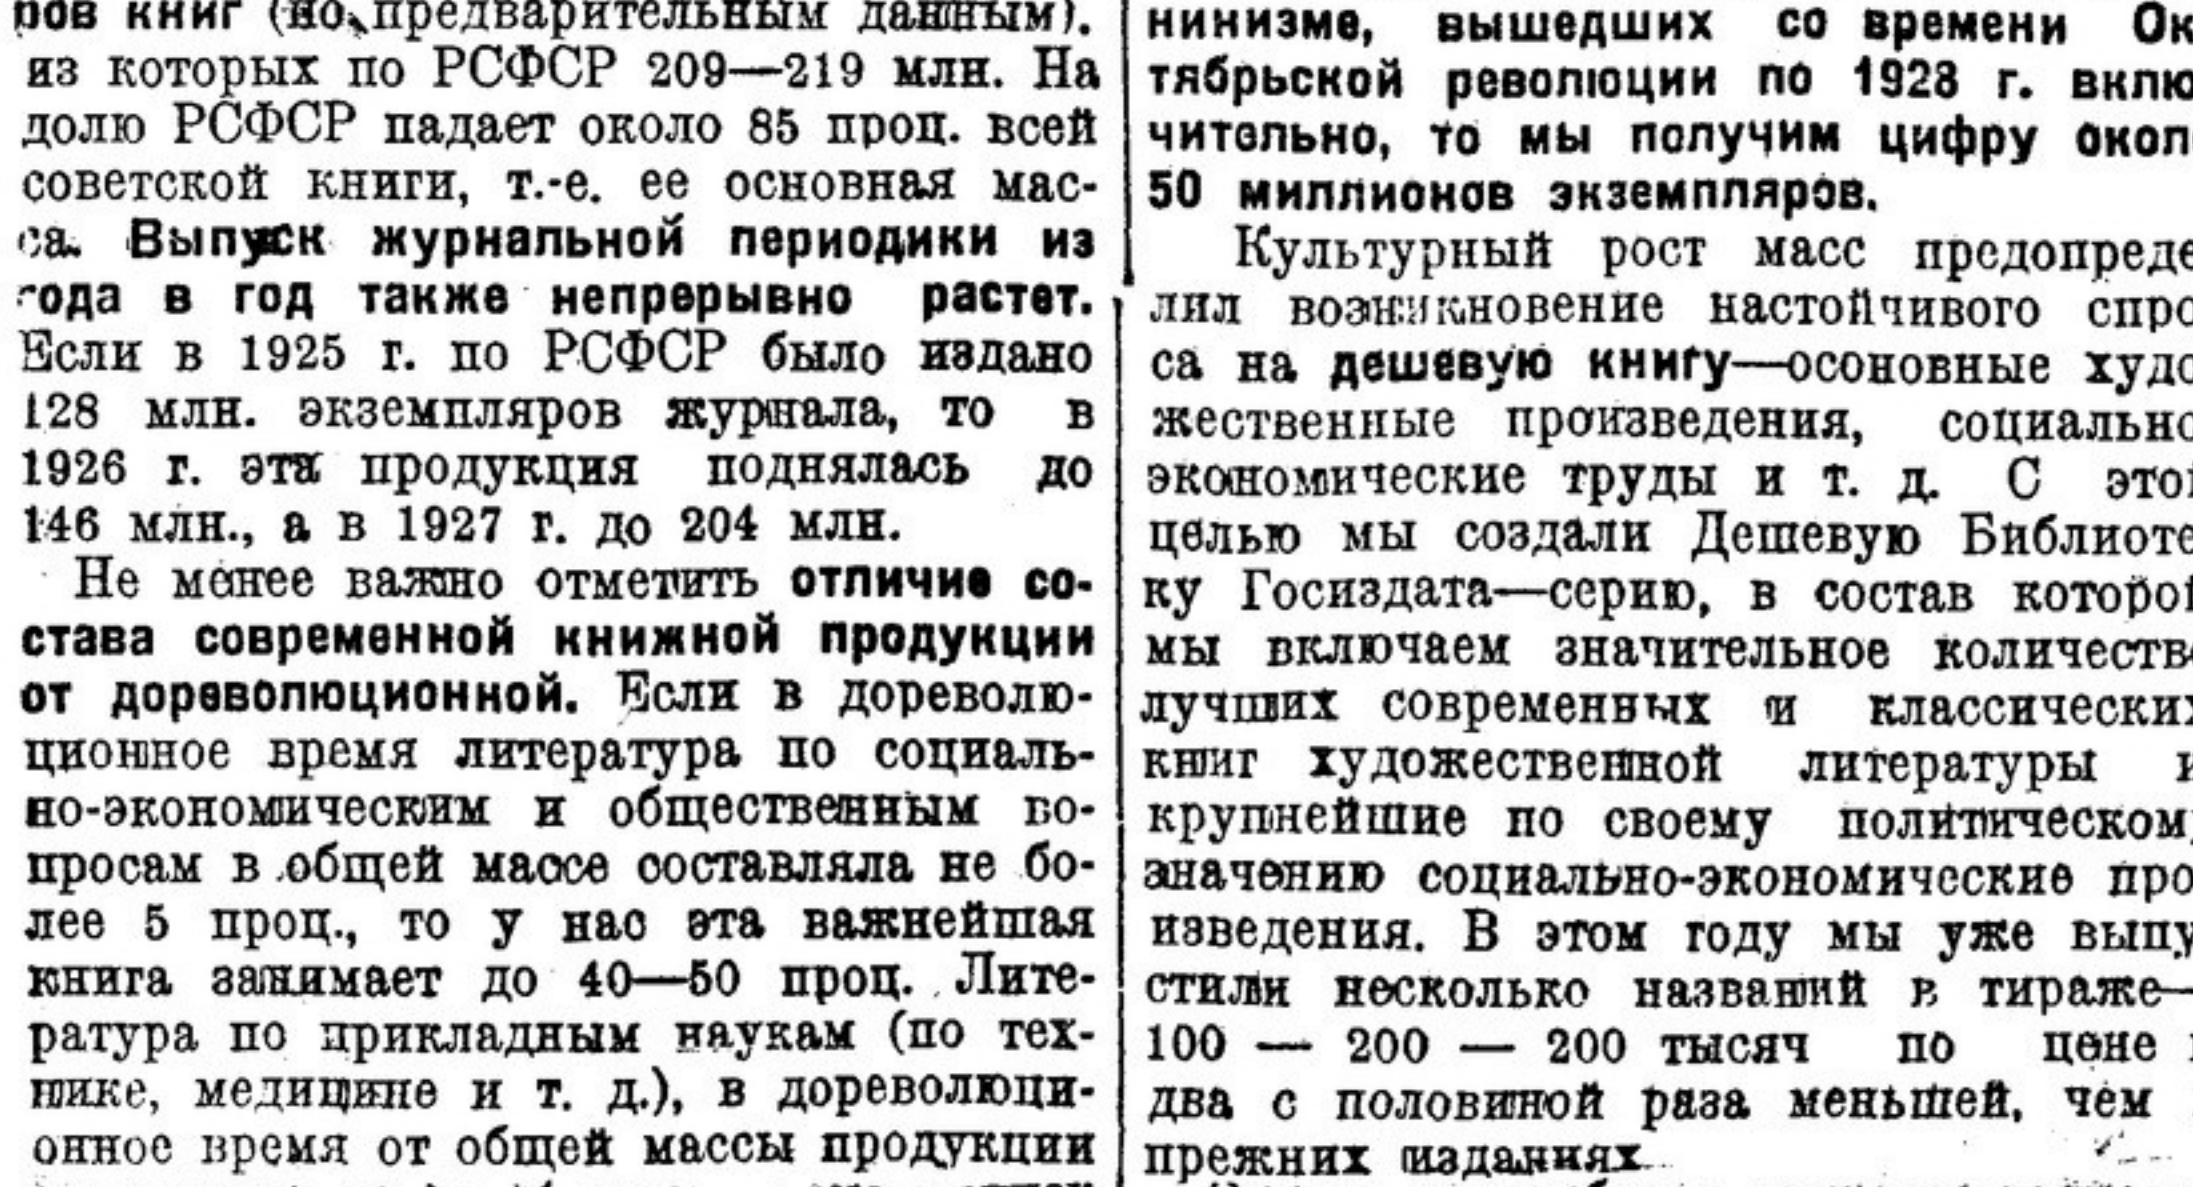 ров книг (по предварительным данным),
из которых по РСФСР 209—219 млн. На
долю РСФСР падает около 85 проц. всей
советской книги, т.-е. ее основная мас-
са. Выпуск журнальной периодики из
года в год также непрерывно растет.
Если в 1925 г. по РСФСР было издано
128 млн. экземпляров журнала, то в
1926 г. эта продукция поднялась до
146 млн., а в 1927 г. до 204 млн.
Не менее важно отметить отличие со-
става современной книжной продукции
от дореволюционной. Если в дореволю-
ционное время литература по социаль-
но-экономическим и общественным во-
просам в общей массе составляла не бо-
лее 5 проц., то у нас эта важнейшая
книга занимает до 40—50 проц. Лите-
ратура по прикладным наукам (по тех-
нике, медицине и т. д.), в дореволюци-
онное время от общей массы продукции
нинизме, вышедших со времени Ок
тябрьской революции по 1928 г. вклю
чительно, то мы получим цифру окол
50 миллионов экземпляров.
Культурный рост масс предопреде
лил возникновение настойчивого спро
са на дешевую книгу—осоновные худо
жественные произведения, социально
экономические труды и т. д. С этой
целью мы создали Дешевую Библиоте
ку Госиздата—серию, в состав которой
мы включаем значительное количеств
лучших современных и классических
книг художественной литературы и
крупнейшие по своему политическом
значению социально-экономические про
изведения. В этом году мы уже выпу
стили несколько названий в тираже—
100 — 200 — 200 тысяч по цене
два с половиной раза меньшей, чем
прежних изданиях